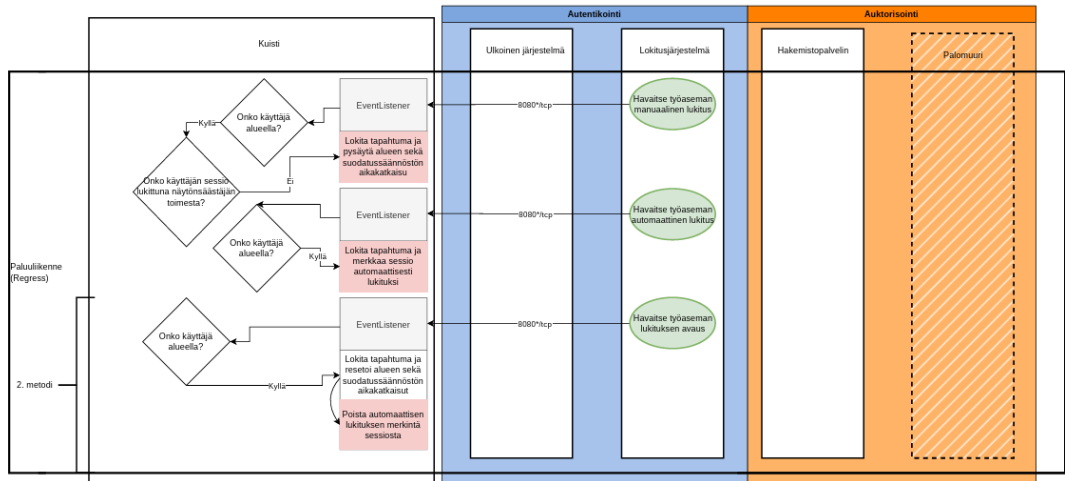 Autentikointi
Auktorisointi
Kuisti
Ulkoinen järjestelmä
Lokitusjärjestelmä
Hakemistopalvelin
Palomuuri
Onko käyttäjä
alueella?
EventListener
8080*/tcp
Havaitse työaseman
manuaalinen lukitus
Kyllä
Lokita tapahtuma ja
pysäytä alueen sekä
suodatussäännöstön
aikakatkaisu
Onko käyttäjän sessio
lukittuna näytönsäästäjän
toimesta?
Ei
EventListener
8080*/tcp
Havaitse työaseman
automaattinen lukitus
Onko käyttäjä
alueella?
Kyllä
Lokita tapahtuma ja
merkkaa sessio
automaattisesti
lukituksi
Paluuliikenne
(Regress)
EventListener
8080*/tcp
Havaitse työaseman
lukituksen avaus
Onko käyttäjä
alueella?
Lokita tapahtuma ja
resetoi alueen sekä
suodatussäännöstön
aikakatkaisut
2. metodi
Kyllä
Poista automaattisen
lukituksen merkintä
sessiosta